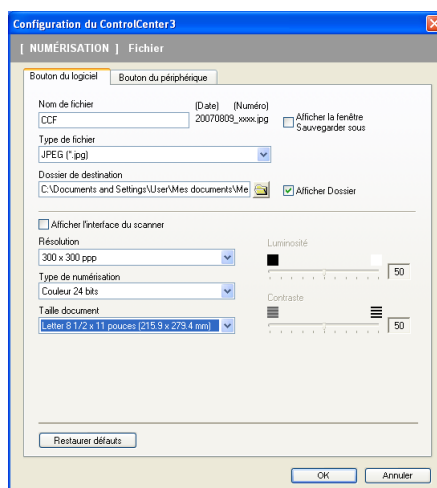 Configuration du ControlCenter3
[ NUMÉRISATION ] Fichier
Bouton du logiciel
Bouton du périphérique
Nom de fichier
(Date) (Numéro)
CCF
20070809_xxxx.jpg
Afficher la fenêtre
Sauvegarder sous
Type de fichier
JPEG (*.jpg)
Dossier de destination
C:\Documents and Settings\User\Mes documents\Me
Afficher Dossier
Afficher l'interface du scanner
Résolution
Luminosité
300 x 300 ppp
50
Type de numérisation
Couleur 24 bits
Contraste
Taille document
Letter 8 1/2 x 11 pouces (215.9 x 279.4 mm)
50
Restaurer défauts
OK
Annuler